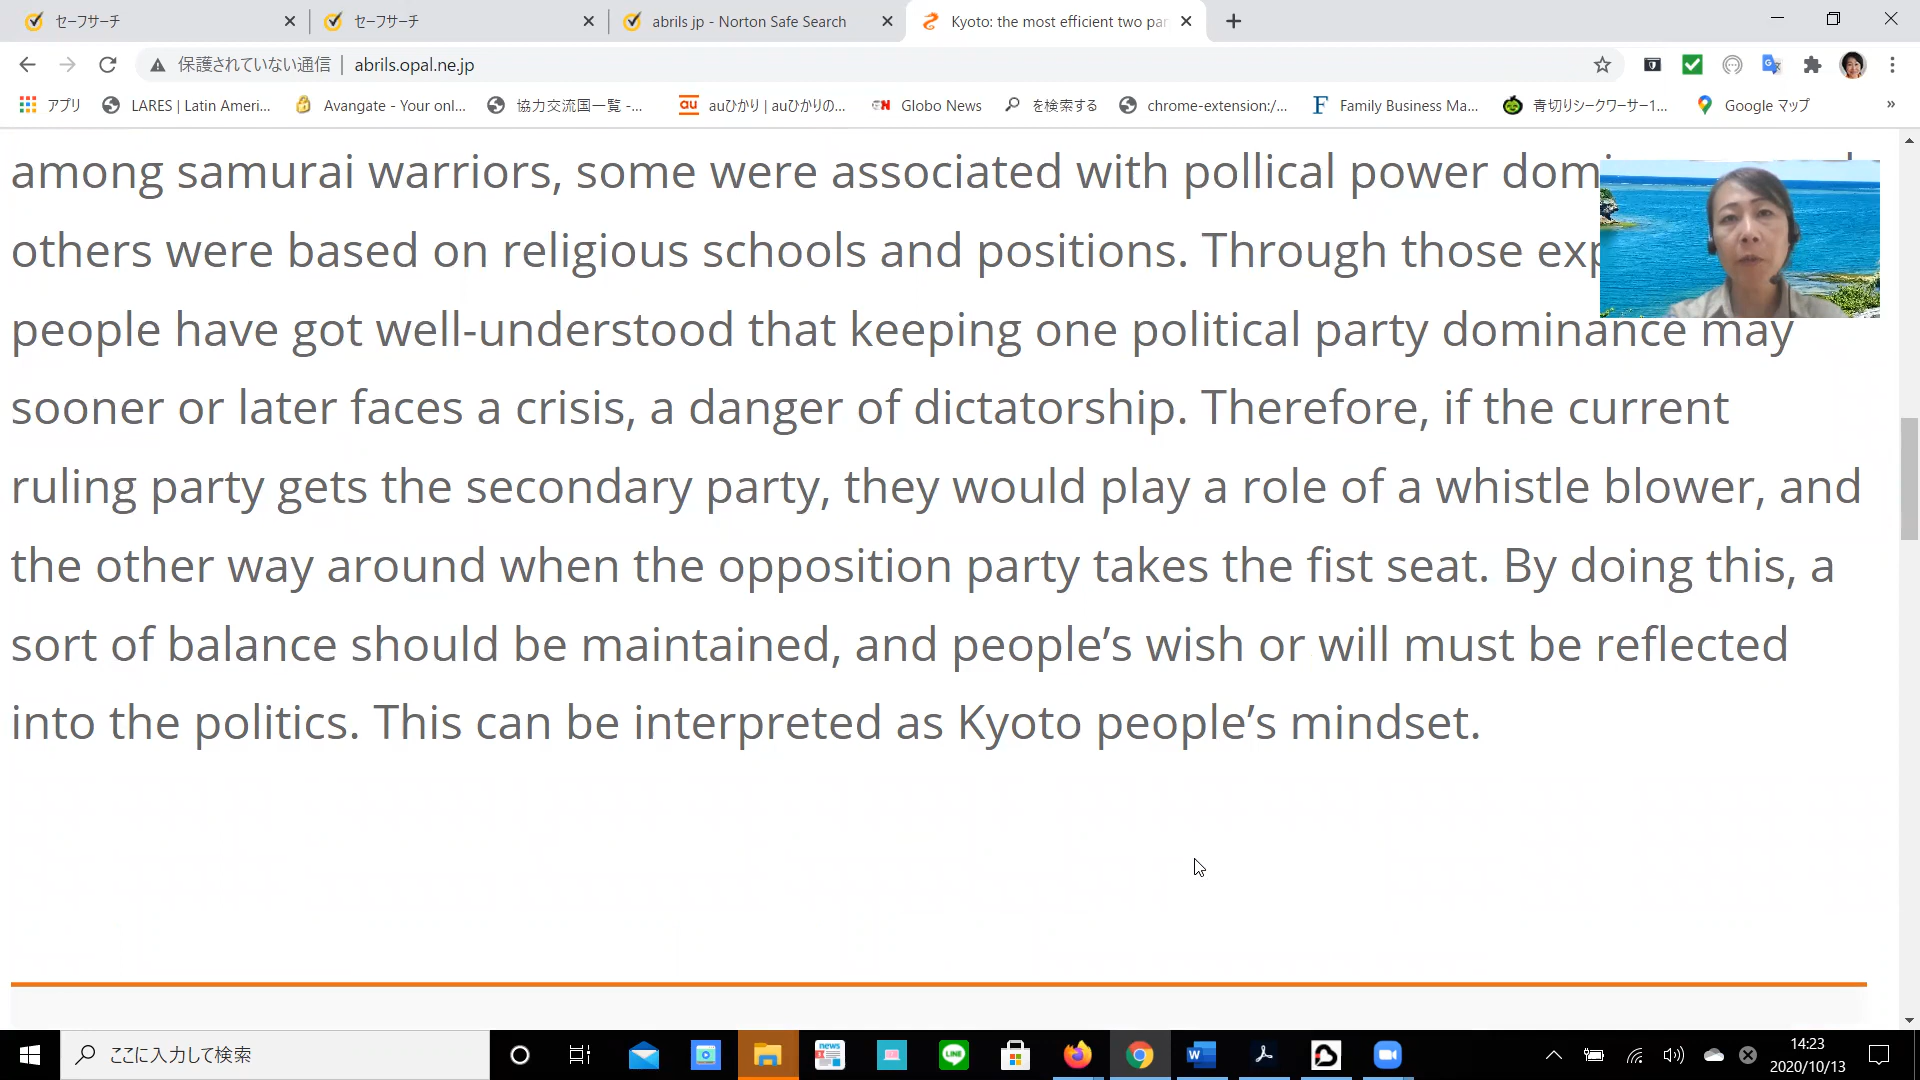 セーフサーチ
セーフサーチ
abrils jp - Norton Safe Search
Kyoto: the most efficient two par
保護されていない通信 | abrils.opal.ne.jp
アプリ
LARES | Latin Ameri...
Avangate - Your onl...
協力交流国一覧 -...
au
auひかり | auひかりの...
Globo News
を検索する
chrome-extension:/...
Family Business Ma...
青切りシークワーサー1...
Google マップ
»
among samurai warriors, some were associated with pollical power
others were based on religious schools and positions. Through those
people have got well-understood that keeping one political party dominance may
sooner or later faces a crisis, a danger of dictatorship. Therefore, if the current
ruling party gets the secondary party, they would play a role of a whistle blower, and
the other way around when the opposition party takes the fist seat. By doing this, a
sort of balance should be maintained, and people’s wish or will must be reflected
into the politics. This can be interpreted as Kyoto people’s mindset.
ここに入力して検索
news
LINE
14:23
2020/10/13